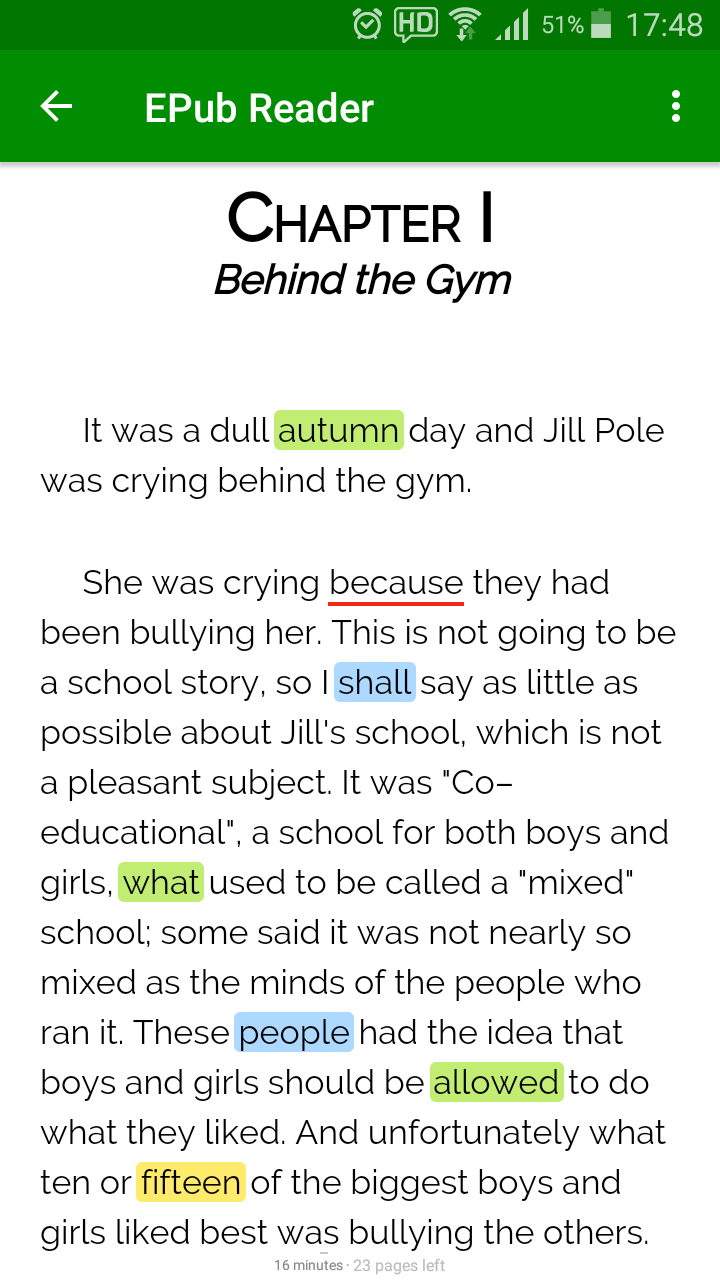 HD 51% 17:48
EPub Reader
Chapter I
Behind the Gym
It was a dull autumn day and Jill Pole
was crying behind the gym.
She was crying because they had
been bullying her. This is not going to be
a school story, so I shall say as little as
possible about Jill's school, which is not
a pleasant subject. It was "Co–
educational", a school for both boys and
girls, what used to be called a "mixed"
school; some said it was not nearly so
mixed as the minds of the people who
ran it. These people had the idea that
boys and girls should be allowed to do
what they liked. And unfortunately what
ten or fifteen of the biggest boys and
girls liked best was bullying the others.
16 minutes · 23 pages left